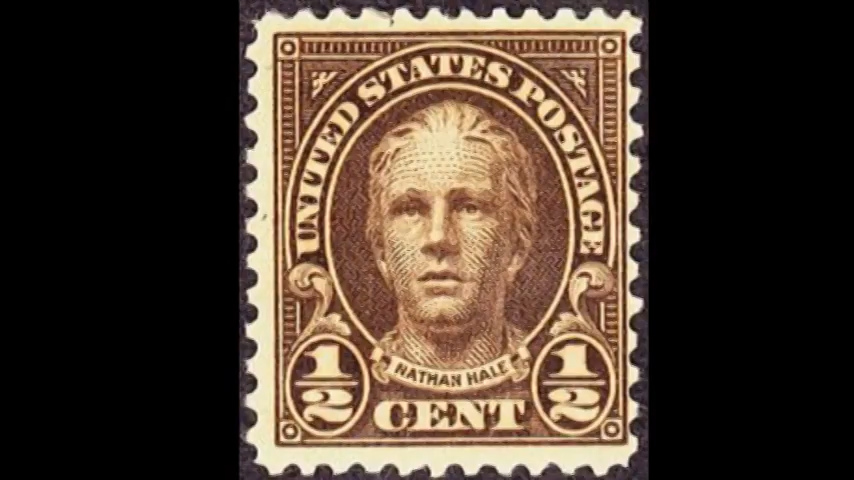 UNITED STATES POSTAGE
NATHAN HALE
1/2 CENT 1/2